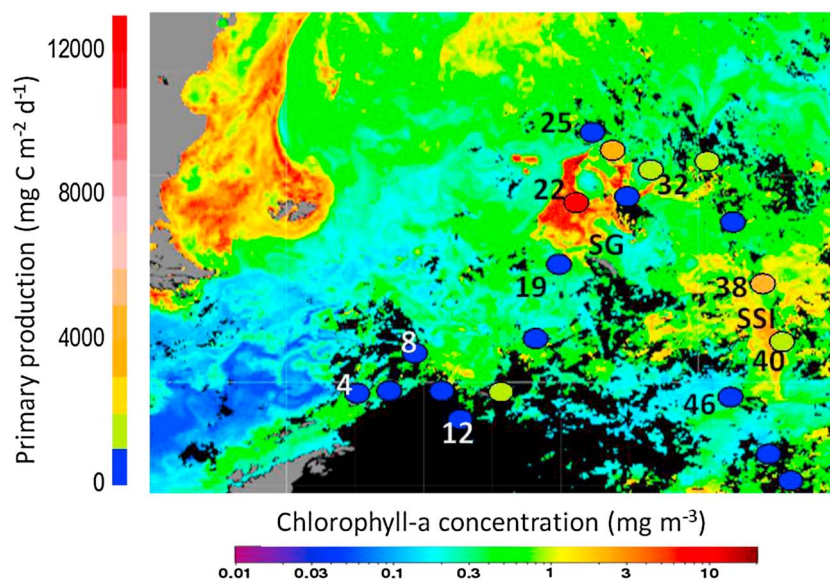 Primary production (mg C m-2 d-1)
12000
8000
4000
0
25
22
32
SG
19
38
SSI
40
8
4
12
46
Chlorophyll-a concentration (mg m-3)
0.01 0.03 0.1 0.3 1 3 10